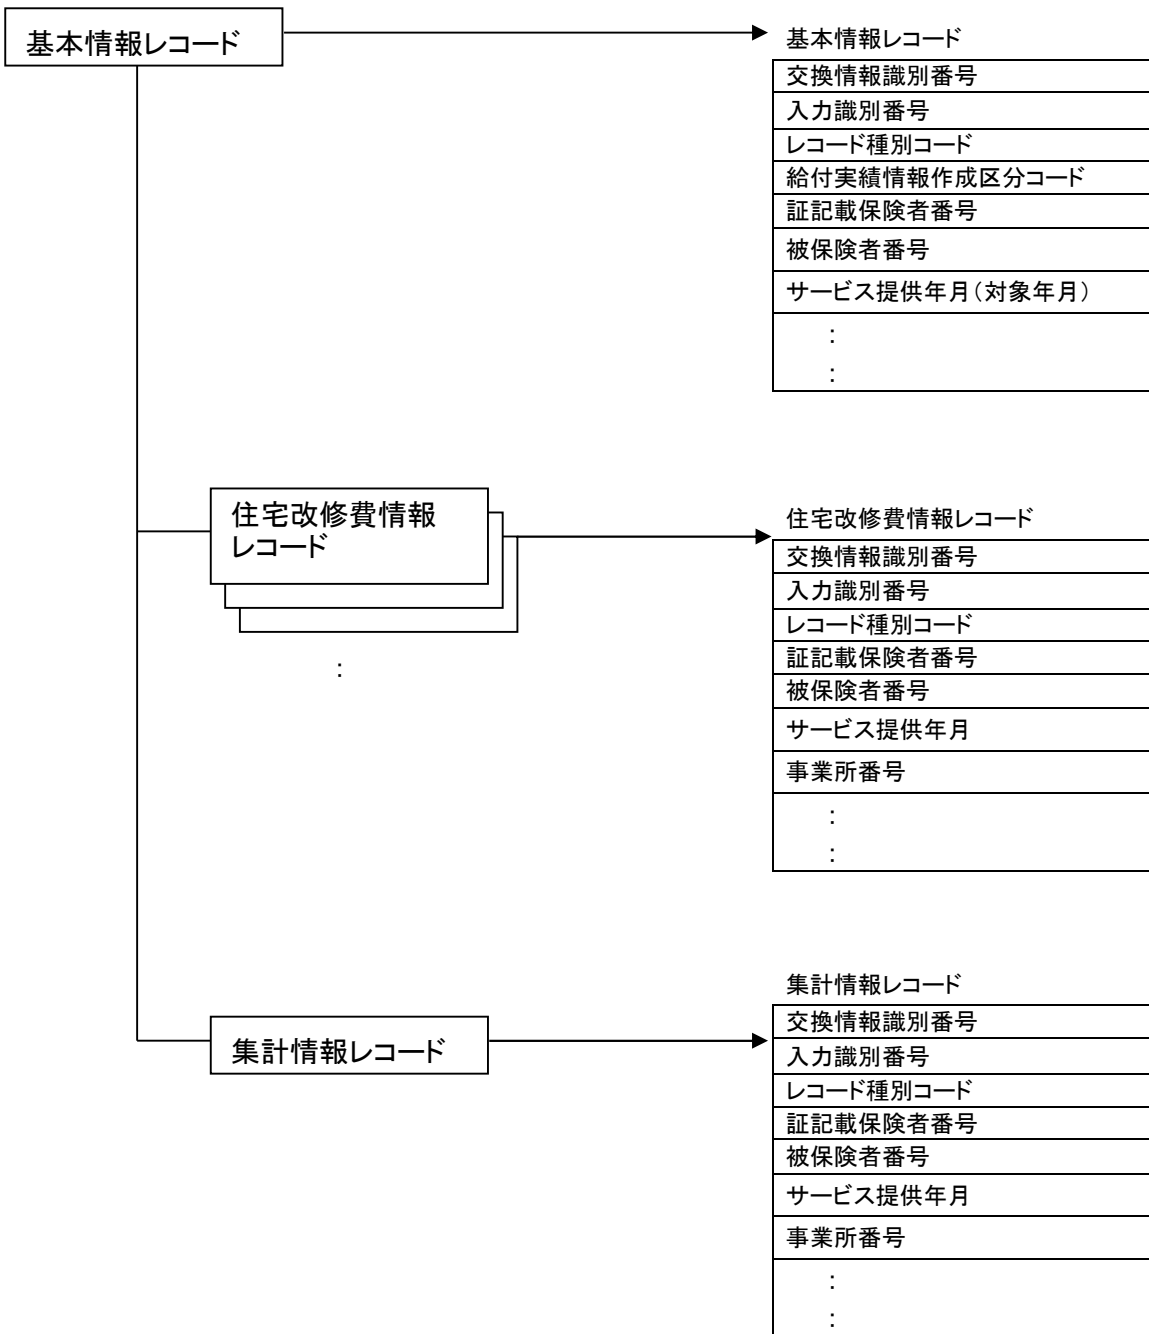 基本情報レコード
基本情報レコード
交換情報識別番号
入力識別番号
レコード種別コード
給付実績情報作成区分コード
証記載保険者番号
被保険者番号
サービス提供年月(対象年月)
:
:
住宅改修費情報
レコード
:
住宅改修費情報レコード
交換情報識別番号
入力識別番号
レコード種別コード
証記載保険者番号
被保険者番号
サービス提供年月
事業所番号
:
:
集計情報レコード
集計情報レコード
交換情報識別番号
入力識別番号
レコード種別コード
証記載保険者番号
被保険者番号
サービス提供年月
事業所番号
:
: